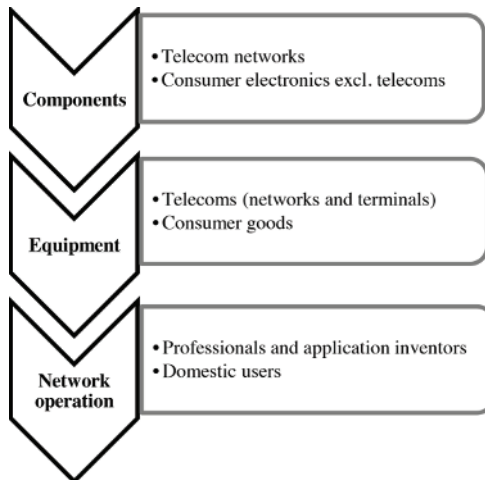 Components
• Telecom networks
• Consumer electronics excl. telecoms
Equipment
• Telecoms (networks and terminals)
• Consumer goods
Network
operation
• Professionals and application inventors
• Domestic users